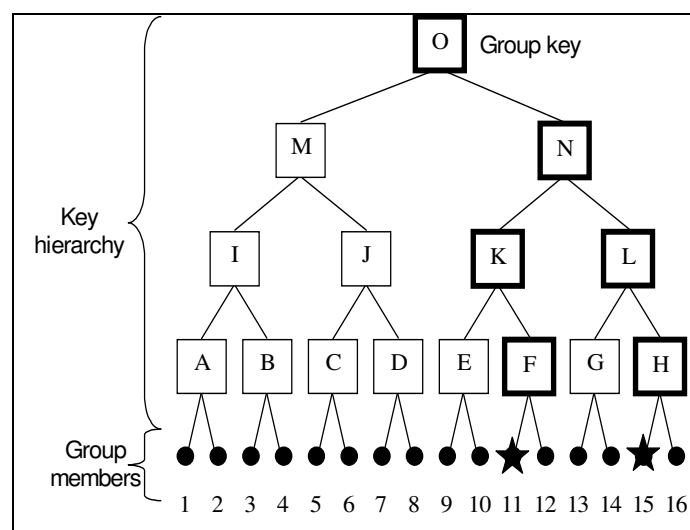 O Group key
M N
Key
hierarchy
I J K L
A B C D E F G H
Group
members
1 2 3 4 5 6 7 8 9 10 11 12 13 14 15 16